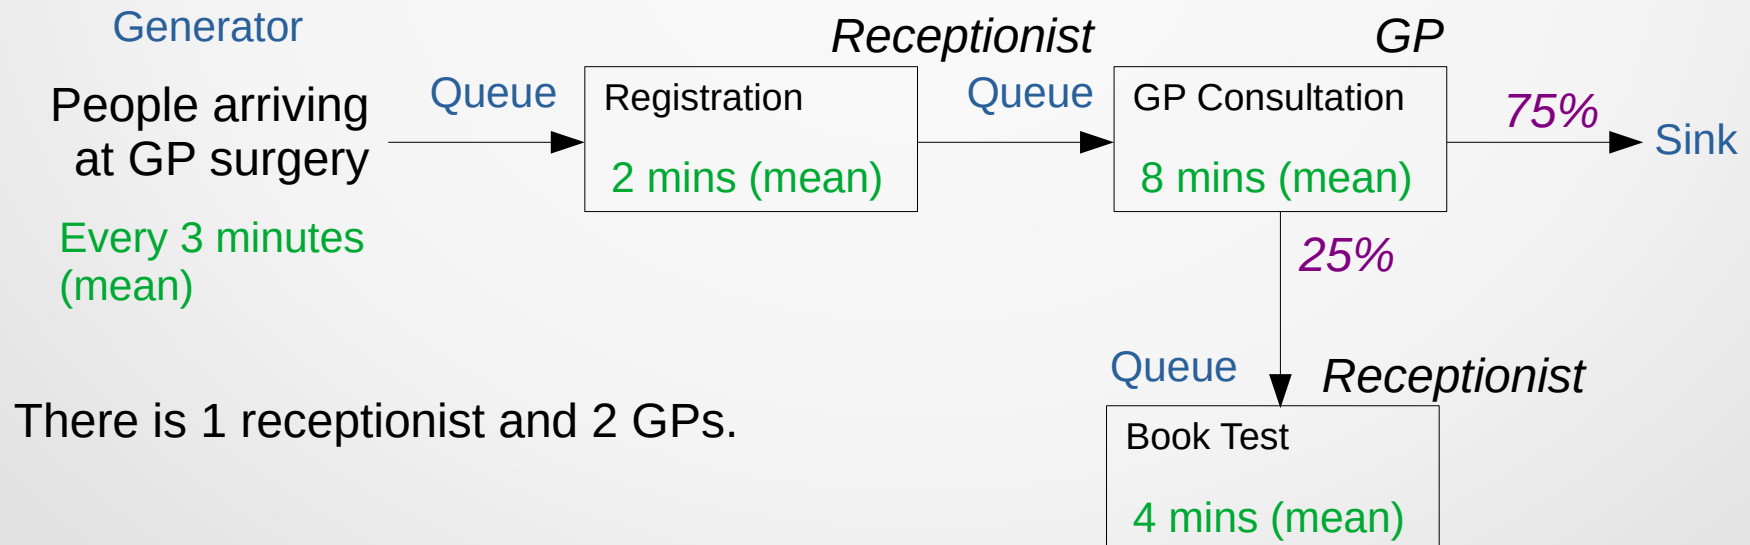 Generator
People arriving
at GP surgery
Every 3 minutes
(mean)
Queue
Registration
2 mins (mean)
Receptionist
Queue
GP Consultation
8 mins (mean)
GP
75%
Sink
25%
Queue
Receptionist
Book Test
4 mins (mean)
There is 1 receptionist and 2 GPs.